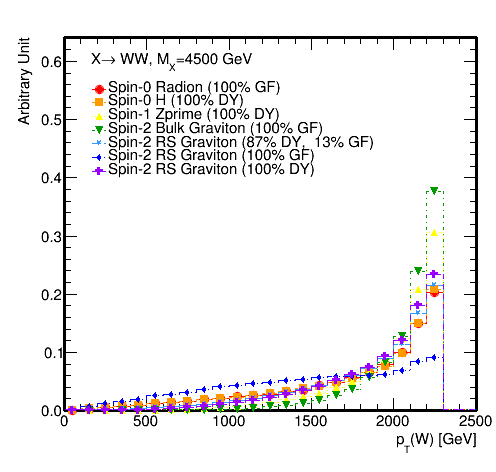 X→ WW, M_X=4500 GeV
Spin-0 Radion (100% GF)
Spin-0 H (100% DY)
Spin-1 Zprime (100% DY)
Spin-2 Bulk Graviton (100% GF)
Spin-2 RS Graviton (87% DY, 13% GF)
Spin-2 RS Graviton (100% GF)
Spin-2 RS Graviton (100% DY)
Arbitrary Unit
0.6
0.5
0.4
0.3
0.2
0.1
0.0
0 500 1000 1500 2000 2500
p_T(W) [GeV]